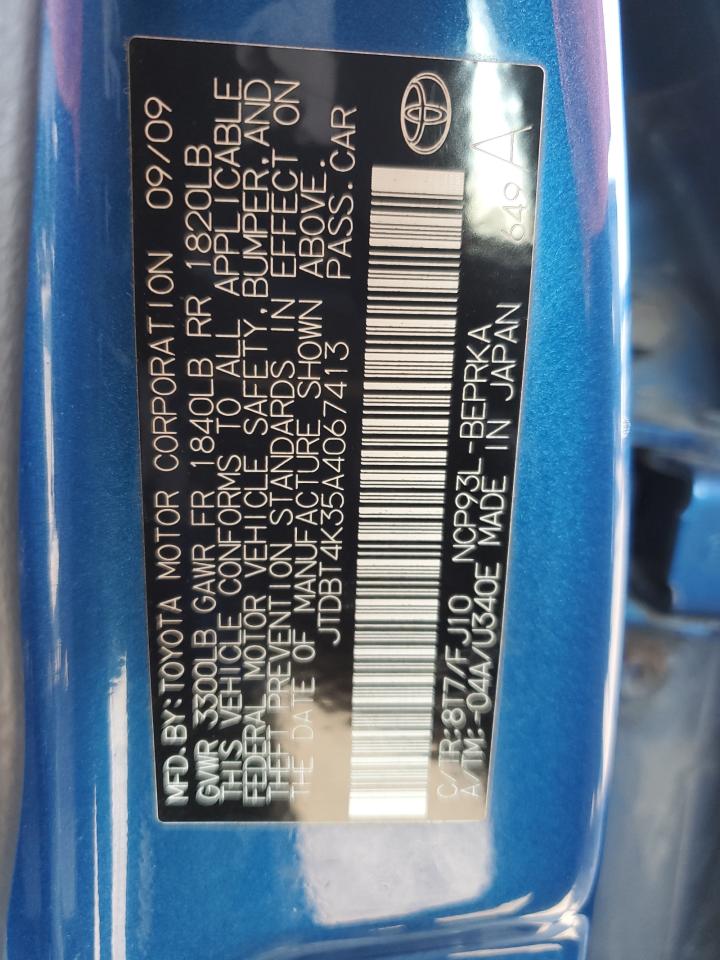 MFD. BY: TOYOTA MOTOR CORPORATION 09/09
GVWR 3300LB GAWR FR 1840LB RR 1820LB
THIS VEHICLE CONFORMS TO ALL APPLICABLE
FEDERAL MOTOR VEHICLE SAFETY, BUMPER, AND
THEFT PREVENTION STANDARDS IN EFFECT ON
THE DATE OF MANUFACTURE SHOWN ABOVE.
JTDBT4K35A4067413 PASS. CAR
C/TR:8T7/FJ10 NCP93L-BEPRKA 649 A
A/TM:-04A/U340E MADE IN JAPAN